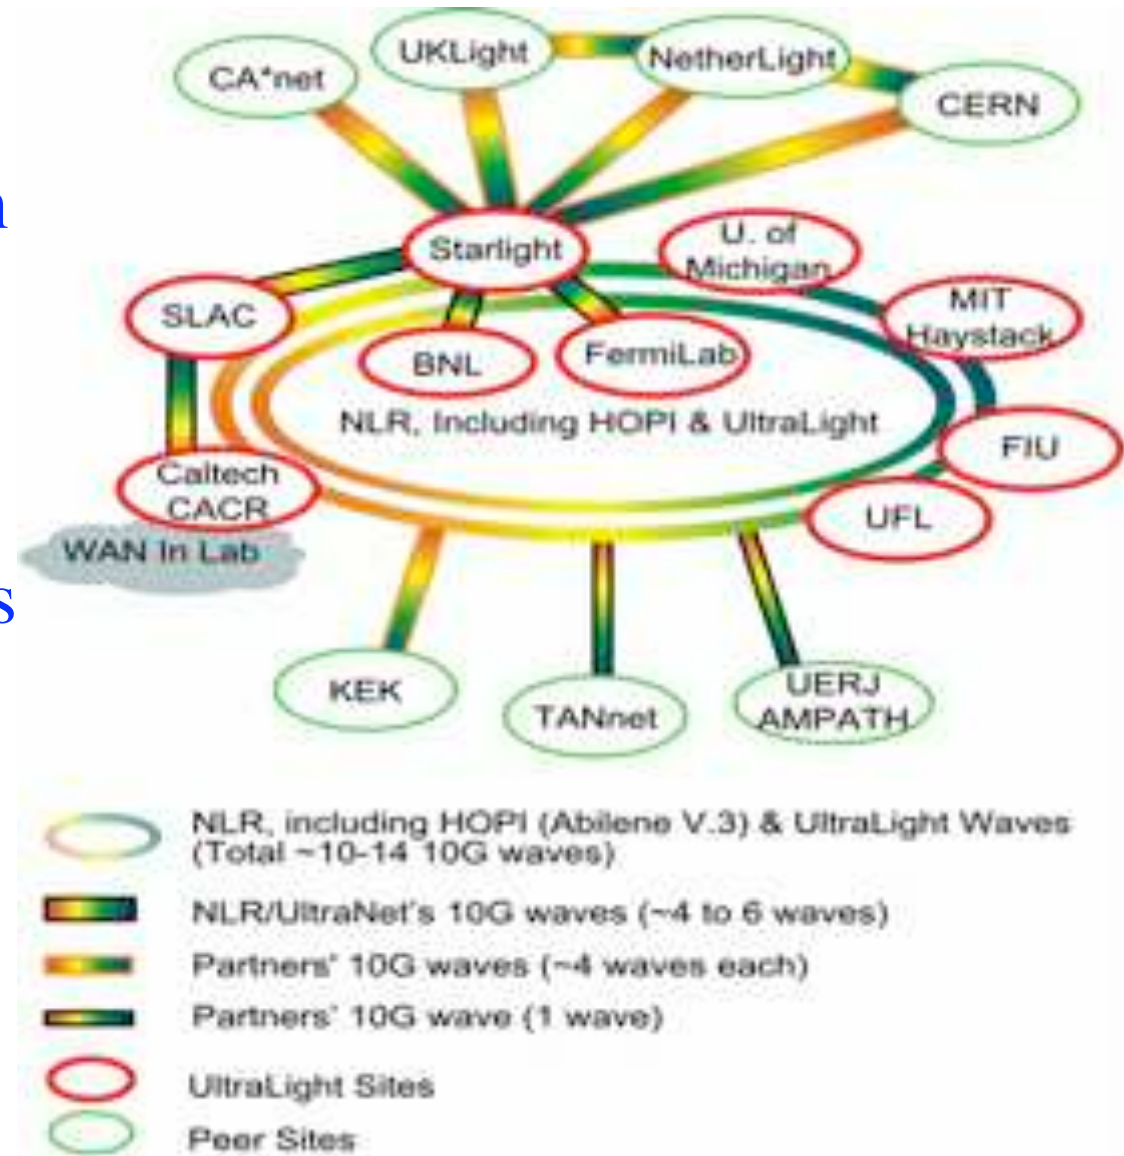 UKLight
NetherLight
CA*net
CERN
n
Starlight
U. of
Michigan
SLAC
MIT
Haystack
BNL
FermiLab
NLR, Including HOPI & UltraLight
FIU
Caltech
CACR
UFL
WAN In Lab
s
KEK
TANnet
UERJ
AMPATH
NLR, including HOPI (Abilene V.3) & UltraLight Waves
(Total ~10-14 10G waves)
NLR/UltraNet's 10G waves (~4 to 6 waves)
Partners' 10G waves (~4 waves each)
Partners' 10G wave (1 wave)
UltraLight Sites
Peer Sites